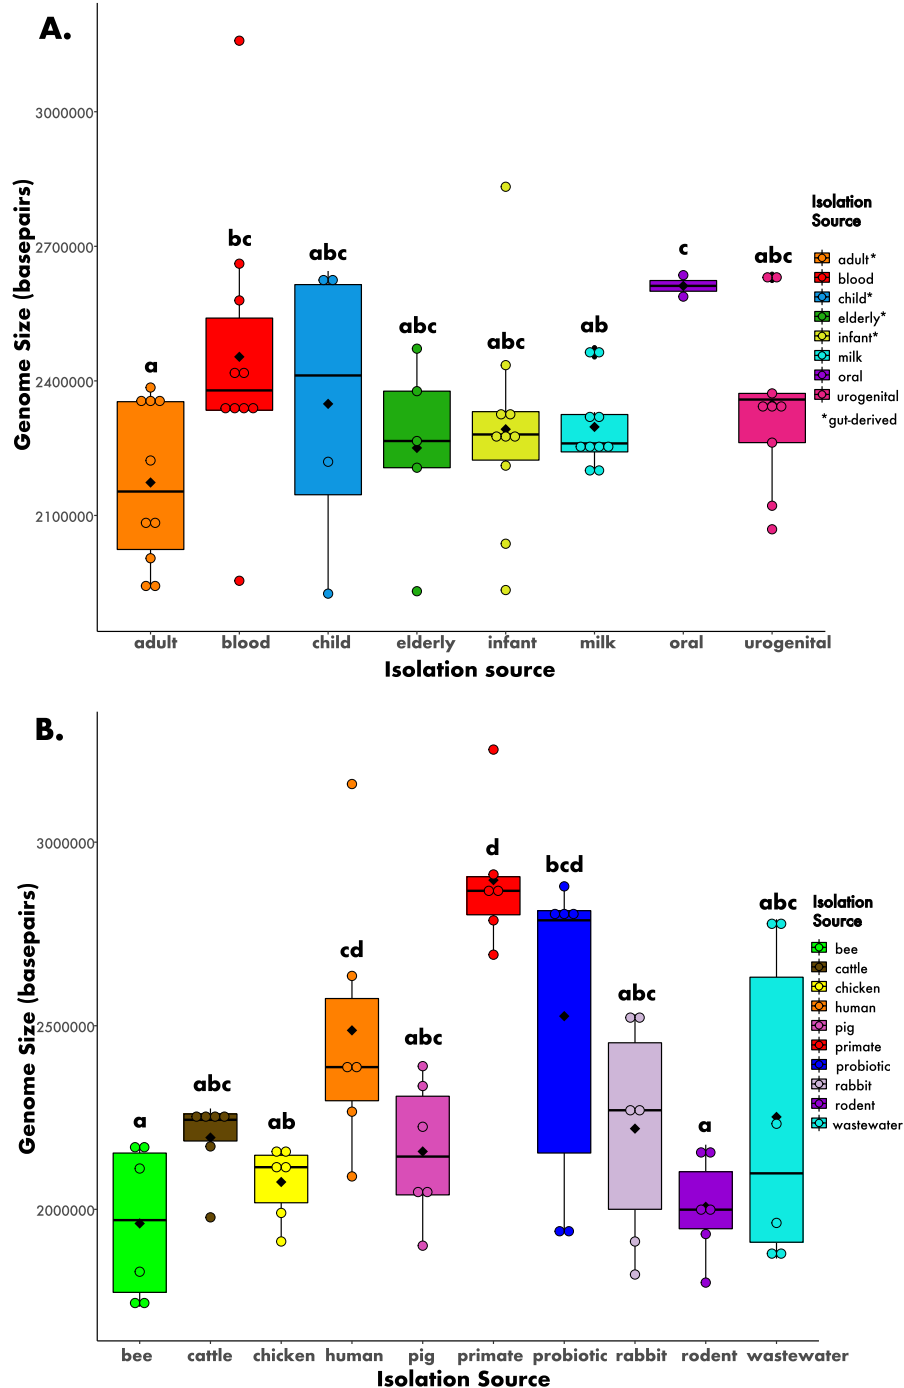 A.
Genome Size (basepairs)
3000000
2700000
2400000
2100000
a
bc
abc
abc
abc
ab
c
abc
adult
blood
child
elderly
infant
milk
oral
urogenital
Isolation source
Isolation
Source
adult*
blood
child*
elderly*
infant*
milk
oral
urogenital
*gut-derived
B.
Genome Size (basepairs)
3000000
2500000
2000000
a
abc
ab
cd
abc
d
bcd
abc
a
abc
bee
cattle
chicken
human
pig
primate
probiotic
rabbit
rodent
wastewater
Isolation Source
Isolation
Source
bee
cattle
chicken
human
pig
primate
probiotic
rabbit
rodent
wastewater